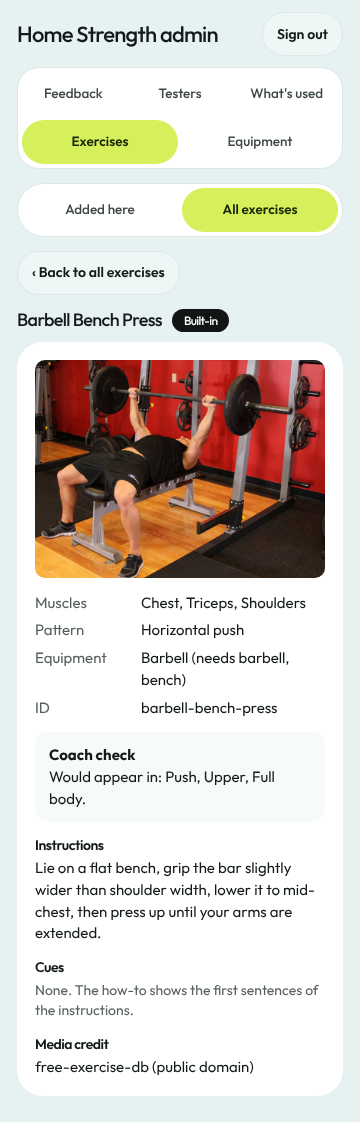 Home Strength admin
Sign out
Feedback
Testers
What's used
Exercises
Equipment
Added here
All exercises
‹ Back to all exercises
Barbell Bench Press
Built-in
Muscles
Chest, Triceps, Shoulders
Pattern
Horizontal push
Equipment
Barbell (needs barbell,
bench)
ID
barbell-bench-press
Coach check
Would appear in: Push, Upper, Full
body.
Instructions
Lie on a flat bench, grip the bar slightly
wider than shoulder width, lower it to mid-
chest, then press up until your arms are
extended.
Cues
None. The how-to shows the first sentences of
the instructions.
Media credit
free-exercise-db (public domain)